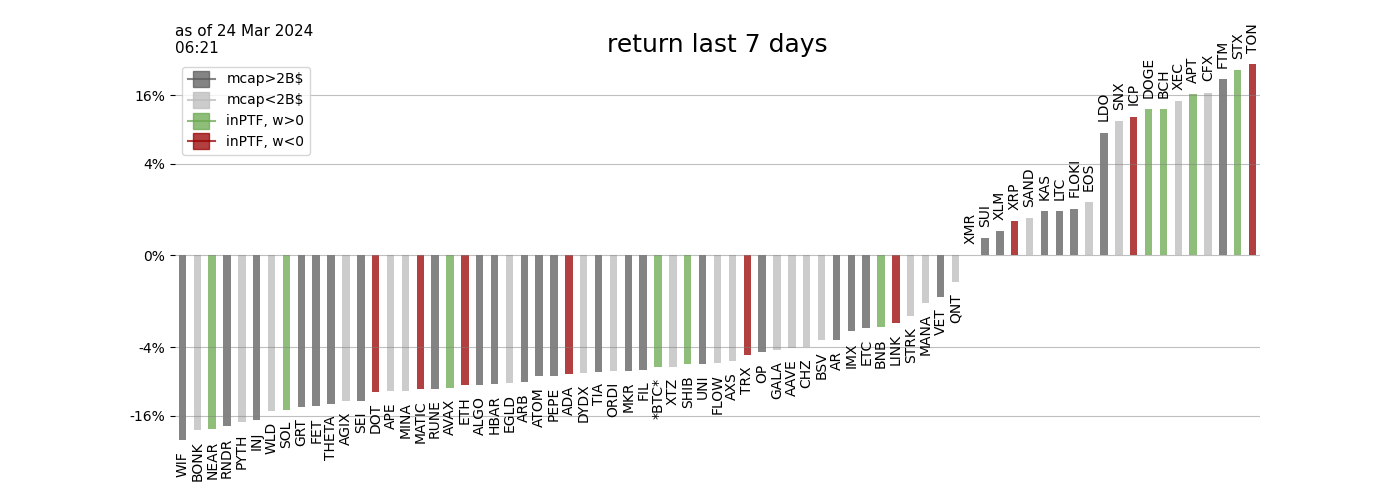 as of 24 Mar 2024
06:21
return last 7 days
mcap>2B$
mcap<2B$
inPTF, w>0
inPTF, w<0
16%
4%
0%
-4%
-16%
WIF
BONK
NEAR
RNDR
PYTH
INJ
WLD
SOL
GRT
FET
THETA
AGIX
SEI
DOT
APE
MINA
MATIC
RUNE
AVAX
ETH
ALGO
HBAR
EGLD
ARB
ATOM
PEPE
ADA
DYDX
TIA
ORDI
MKR
FIL
*BTC*
XTZ
SHIB
UNI
FLOW
AXS
TRX
OP
GALA
AAVE
CHZ
BSV
AR
IMX
ETC
BNB
LINK
STRK
MANA
VET
QNT
XMR
SUI
XLM
XRP
SAND
KAS
LTC
FLOKI
EOS
LDO
SNX
ICP
DOGE
BCH
XEC
APT
CFX
FTM
STX
TON